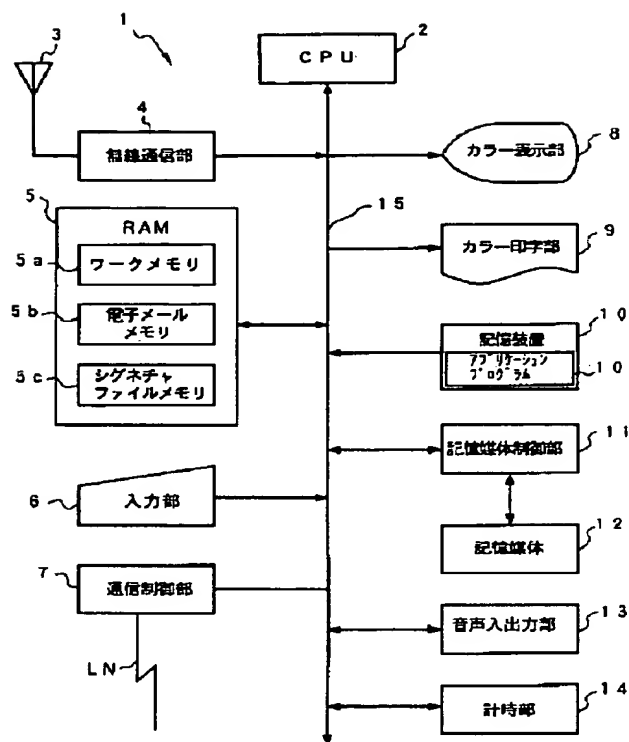 1
3
CPU
2
4
無線通信部
カラー表示部
8
5
RAM
15
5a
ワークメモリ
カラー印字部
9
5b
電子メール
メモリ
記憶装置
10
アプリケーション
プログラム
10
5c
シグネチャ
ファイルメモリ
記憶媒体制御部
11
6
入力部
7
通信制御部
記憶媒体
12
LN
音声入出力部
13
計時部
14